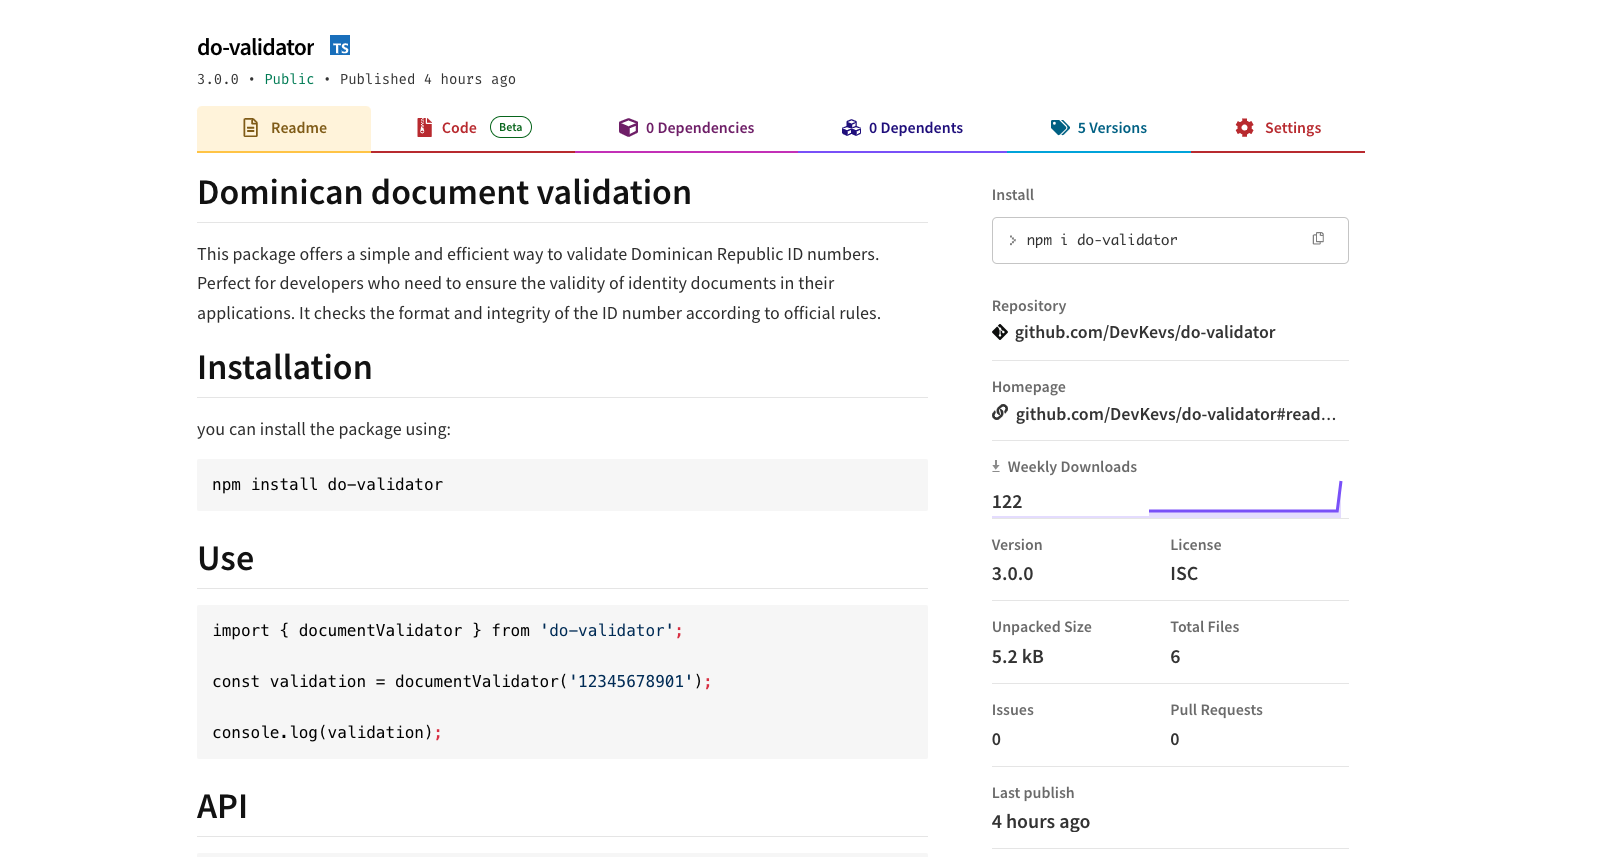 do-validator TS
3.0.0 • Public • Published 4 hours ago
Readme
Code Beta
0 Dependencies
0 Dependents
5 Versions
Settings
Dominican document validation
This package offers a simple and efficient way to validate Dominican Republic ID numbers.
Perfect for developers who need to ensure the validity of identity documents in their
applications. It checks the format and integrity of the ID number according to official rules.
Installation
you can install the package using:
npm install do-validator
Use
import { documentValidator } from 'do-validator';
const validation = documentValidator('12345678901');
console.log(validation);
API
Install
> npm i do-validator
Repository
github.com/DevKevs/do-validator
Homepage
github.com/DevKevs/do-validator#read...
Weekly Downloads
122
Version
3.0.0
License
ISC
Unpacked Size
5.2 kB
Total Files
6
Issues
0
Pull Requests
0
Last publish
4 hours ago